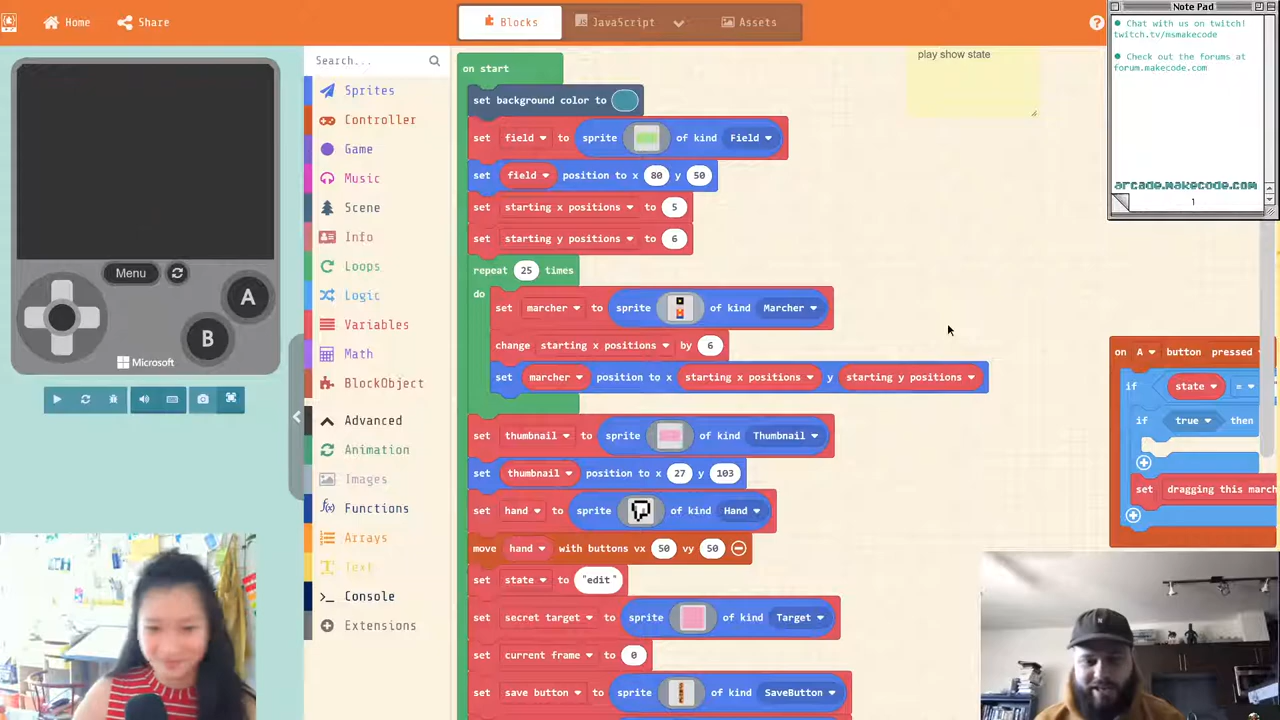 Home
Share
Blocks
JavaScript
Assets
?
Note Pad
Chat with us on twitch!
twitch.tv/msmakecode
Check out the forums at
forum.makecode.com
arcade.makecode.com
1
Menu
A
B
Microsoft
Search...
Sprites
Controller
Game
Music
Scene
Info
Loops
Logic
Variables
Math
BlockObject
Advanced
Animation
Images
Functions
Arrays
Text
Console
Extensions
play show state
on start
set background color to
set field to sprite of kind Field
set field position to x 80 y 50
set starting x positions to 5
set starting y positions to 6
repeat 25 times
do
set marcher to sprite of kind Marcher
change starting x positions by 6
set marcher position to x starting x positions y starting y positions
set thumbnail to sprite of kind Thumbnail
set thumbnail position to x 27 y 103
set hand to sprite of kind Hand
move hand with buttons vx 50 vy 50
set state to "edit"
set secret target to sprite of kind Target
set current frame to 0
set save button to sprite of kind SaveButton
on A button pressed
if state =
if true then
set dragging this march